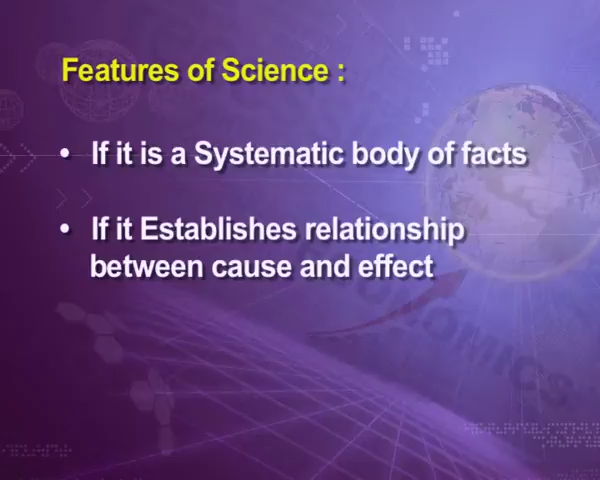 Features of Science :
• If it is a Systematic body of facts
• If it Establishes relationship
between cause and effect